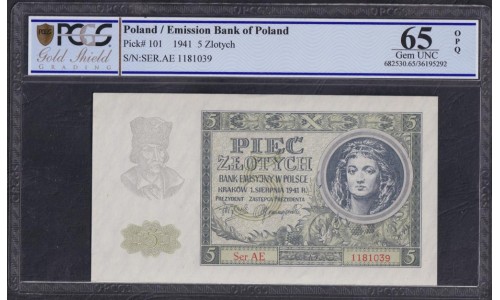 PCGS
Gold Shield
GRADING
Poland / Emission Bank of Poland
Pick# 101 1941 5 Zlotych
S/N:SER.AE 1181039
65
OPQ
Gem UNC
682530.65/36195292
5 5
PIĘĆ
ZŁOTYCH
BANK EMISYJNY W POLSCE
KRAKÓW 1. SIERPNIA 1941 R.
PREZYDENT ZASTĘPCA PREZYDENTA
5 Ser AE 1181039 5